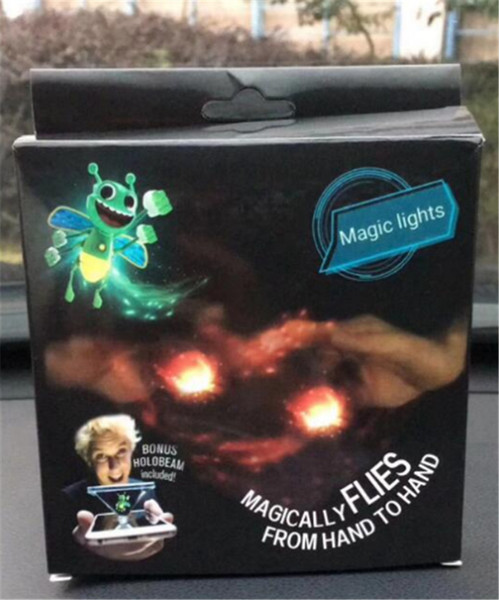 Magic lights
BONUS
HOLOBEAM
included!
MAGICALLY FLIES
FROM HAND TO HAND